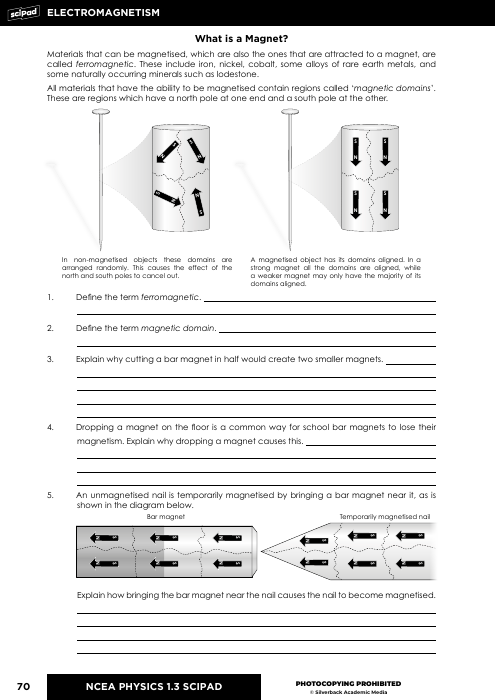 scipad
ELECTROMAGNETISM
What is a Magnet?
Materials that can be magnetised, which are also the ones that are attracted to a magnet, are
called ferromagnetic. These include iron, nickel, cobalt, some alloys of rare earth metals, and
some naturally occurring minerals such as lodestone.
All materials that have the ability to be magnetised contain regions called 'magnetic domains'.
These are regions which have a north pole at one end and a south pole at the other.
S S
S S
N N
N N
In non-magnetised objects these domains are
arranged randomly. This causes the effect of the
north and south poles to cancel out.
A magnetised object has its domains aligned. In a
strong magnet all the domains are aligned, while
a weaker magnet may only have the majority of its
domains aligned.
1. Define the term ferromagnetic.
2. Define the term magnetic domain.
3. Explain why cutting a bar magnet in half would create two smaller magnets.
4. Dropping a magnet on the floor is a common way for school bar magnets to lose their
magnetism. Explain why dropping a magnet causes this.
5. An unmagnetised nail is temporarily magnetised by bringing a bar magnet near it, as is
shown in the diagram below.
Bar magnet
Temporarily magnetised nail
N S N S N S N S N S N S
N S N S N S N S N S N S
Explain how bringing the bar magnet near the nail causes the nail to become magnetised.
70
NCEA PHYSICS 1.3 SCIPAD
PHOTOCOPYING PROHIBITED
© Silverback Academic Media